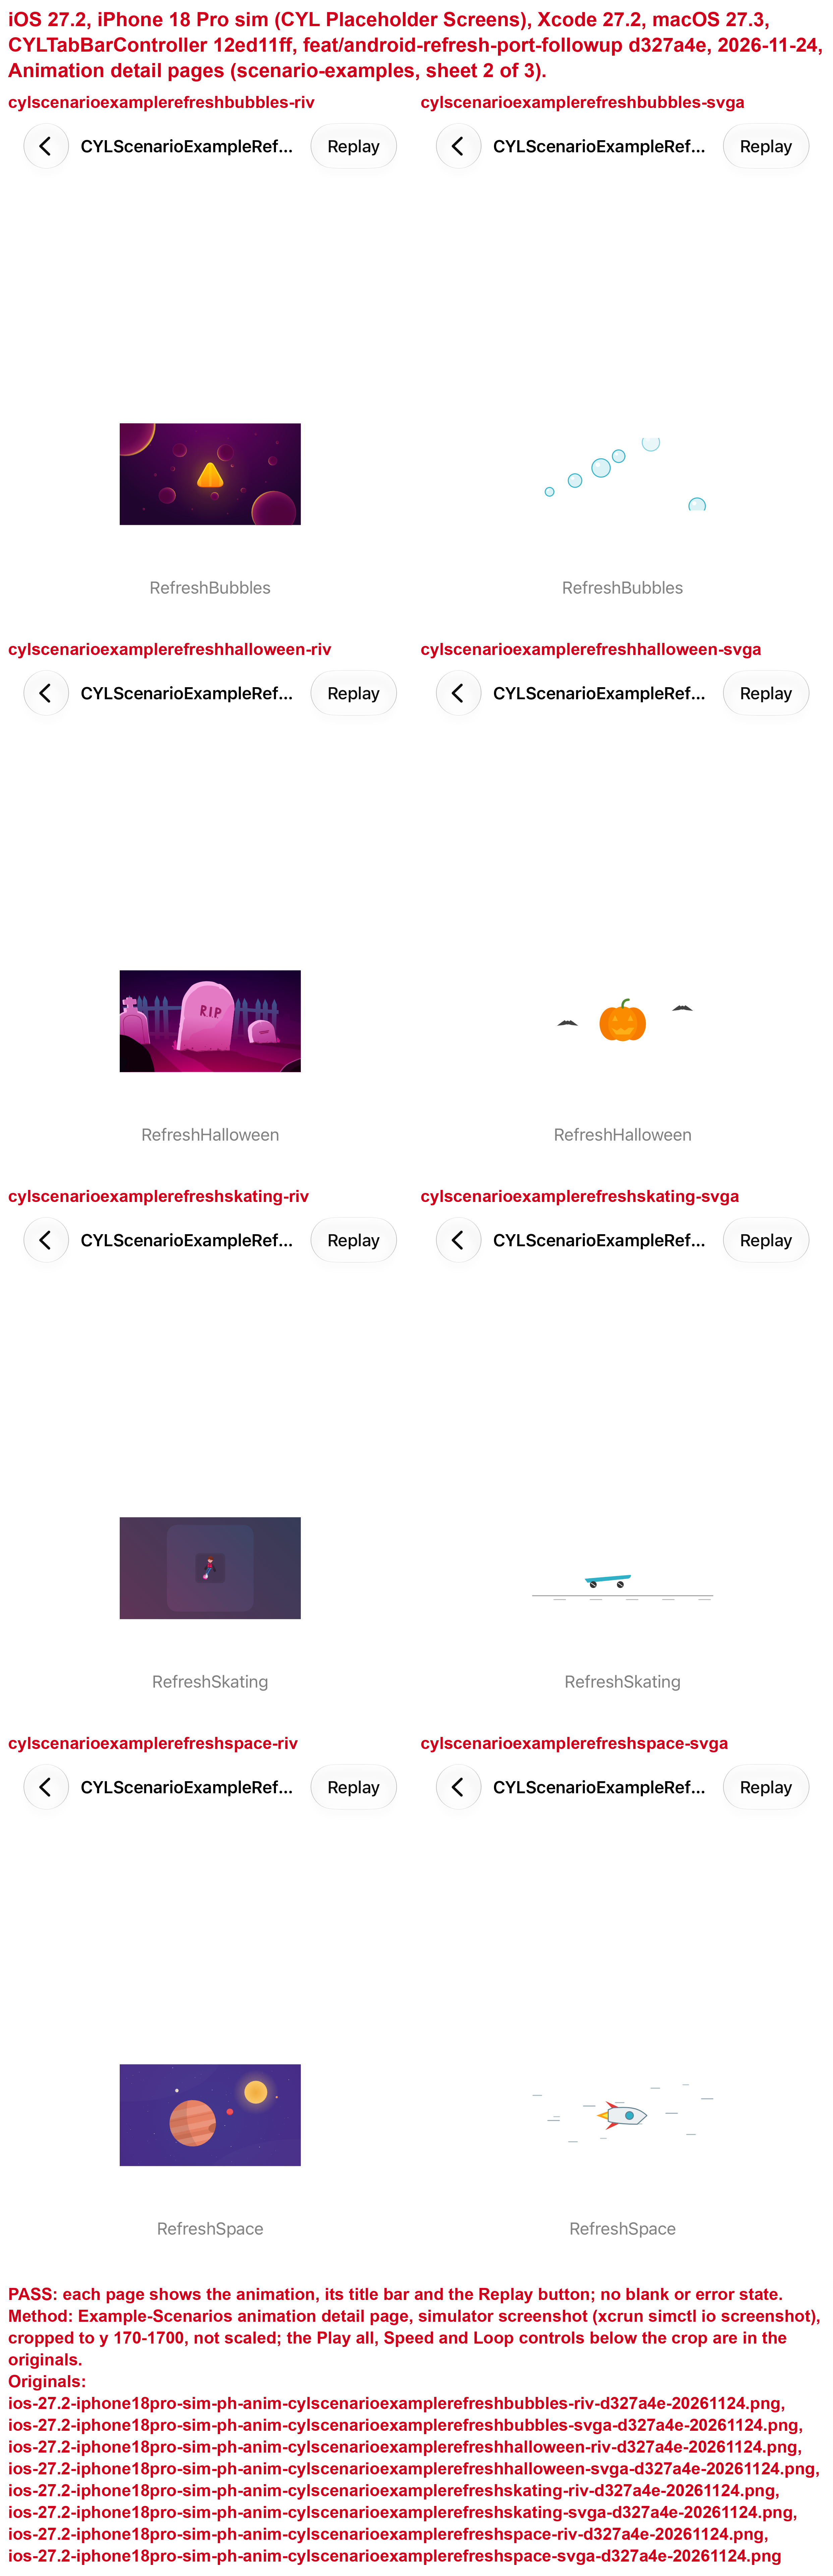 iOS 27.2, iPhone 18 Pro sim (CYL Placeholder Screens), Xcode 27.2, macOS 27.3,
CYLTabBarController 12ed11ff, feat/android-refresh-port-followup d327a4e, 2026-11-24,
Animation detail pages (scenario-examples, sheet 2 of 3).
cylscenarioexamplerefreshbubbles-riv
cylscenarioexamplerefreshbubbles-svga
CYLScenarioExampleRef... Replay
CYLScenarioExampleRef... Replay
RefreshBubbles
RefreshBubbles
cylscenarioexamplerefreshhalloween-riv
cylscenarioexamplerefreshhalloween-svga
CYLScenarioExampleRef... Replay
CYLScenarioExampleRef... Replay
R.I.P
RefreshHalloween
RefreshHalloween
cylscenarioexamplerefreshskating-riv
cylscenarioexamplerefreshskating-svga
CYLScenarioExampleRef... Replay
CYLScenarioExampleRef... Replay
RefreshSkating
RefreshSkating
cylscenarioexamplerefreshspace-riv
cylscenarioexamplerefreshspace-svga
CYLScenarioExampleRef... Replay
CYLScenarioExampleRef... Replay
RefreshSpace
RefreshSpace
PASS: each page shows the animation, its title bar and the Replay button; no blank or error state.
Method: Example-Scenarios animation detail page, simulator screenshot (xcrun simctl io screenshot),
cropped to y 170-1700, not scaled; the Play all, Speed and Loop controls below the crop are in the
originals.
Originals:
ios-27.2-iphone18pro-sim-ph-anim-cylscenarioexamplerefreshbubbles-riv-d327a4e-20261124.png,
ios-27.2-iphone18pro-sim-ph-anim-cylscenarioexamplerefreshbubbles-svga-d327a4e-20261124.png,
ios-27.2-iphone18pro-sim-ph-anim-cylscenarioexamplerefreshhalloween-riv-d327a4e-20261124.png,
ios-27.2-iphone18pro-sim-ph-anim-cylscenarioexamplerefreshhalloween-svga-d327a4e-20261124.png,
ios-27.2-iphone18pro-sim-ph-anim-cylscenarioexamplerefreshskating-riv-d327a4e-20261124.png,
ios-27.2-iphone18pro-sim-ph-anim-cylscenarioexamplerefreshskating-svga-d327a4e-20261124.png,
ios-27.2-iphone18pro-sim-ph-anim-cylscenarioexamplerefreshspace-riv-d327a4e-20261124.png,
ios-27.2-iphone18pro-sim-ph-anim-cylscenarioexamplerefreshspace-svga-d327a4e-20261124.png